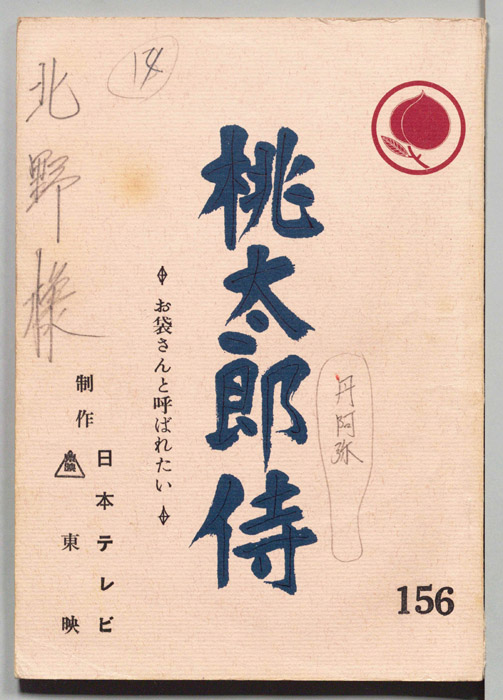 桃太郎侍
お袋さんと呼ばれたい
丹阿弥
156
北野様
制作
日本テレビ
東映